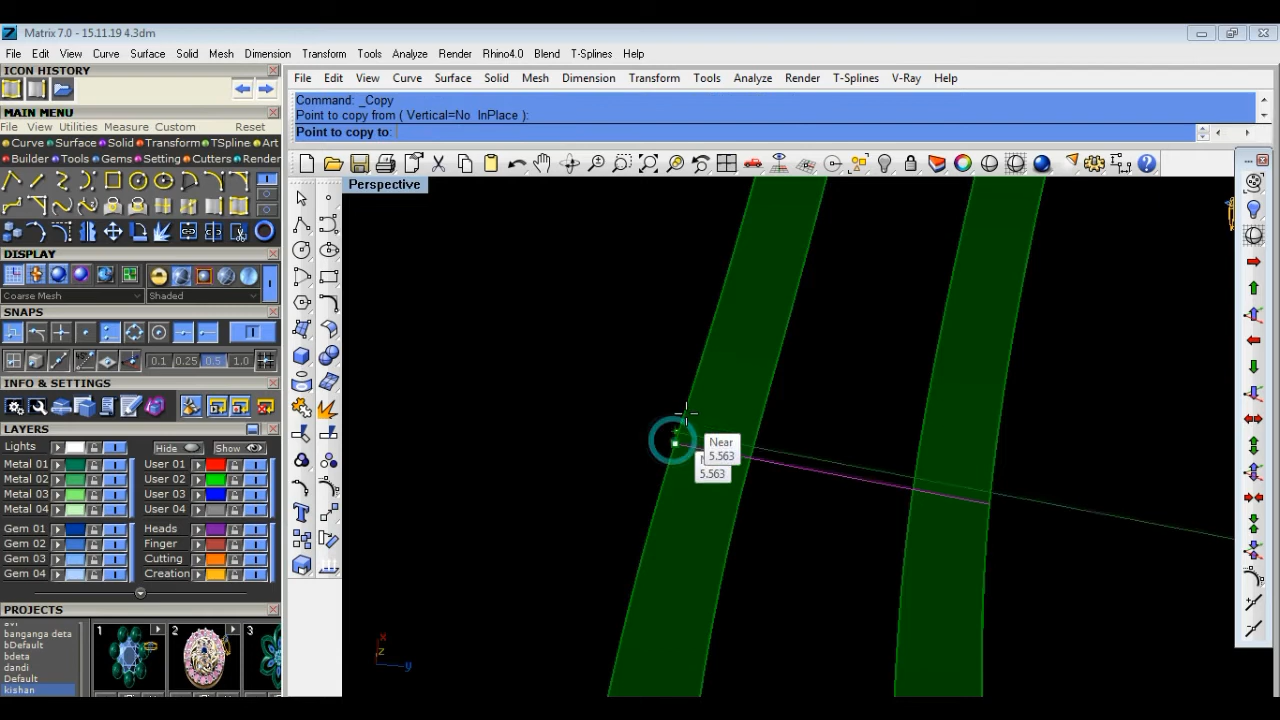 Matrix 7.0 - 15.11.19 4.3dm
File Edit View Curve Surface Solid Mesh Dimension Transform Tools Analyze Render Rhino4.0 Blend T-Splines Help
ICON HISTORY
MAIN MENU
File View Utilities Measure Custom Reset
Curve Surface Solid Transform TSpline Art
Builder Tools Gems Setting Cutters Render
DISPLAY
Coarse Mesh Shaded
SNAPS
0.1 0.25 0.5 1.0
INFO & SETTINGS
LAYERS
Lights Hide Show
Metal 01 User 01
Metal 02 User 02
Metal 03 User 03
Metal 04 User 04
Gem 01 Heads
Gem 02 Finger
Gem 03 Cutting
Gem 04 Creation
PROJECTS
banganga deta
bDefault
bdeta
dandi
Default
kishan
1 2 3
File Edit View Curve Surface Solid Mesh Dimension Transform Tools Analyze Render T-Splines V-Ray Help
Command: _Copy
Point to copy from ( Vertical=No InPlace ):
Point to copy to:
Perspective
Near
5.563
5.563
x
z
y